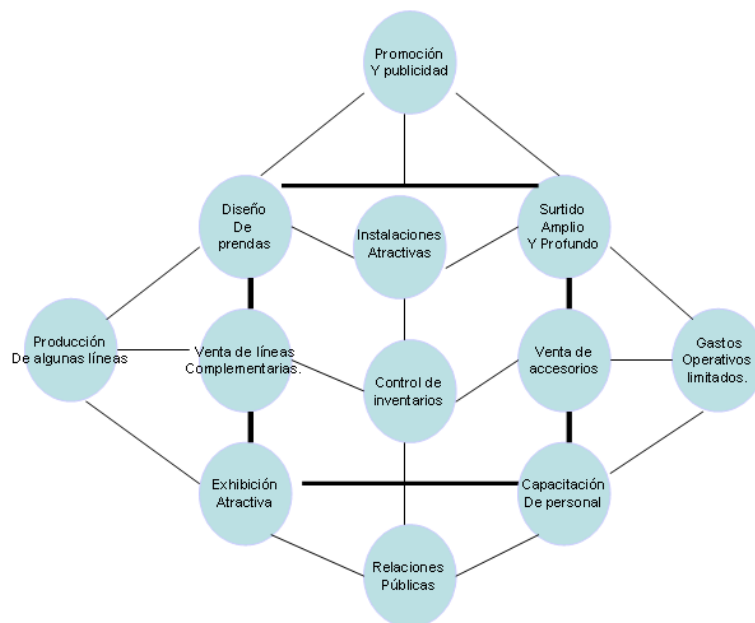 Promoción
Y publicidad
Diseño
De
prendas
Instalaciones
Atractivas
Surtido
Amplio
Y Profundo
Producción
De algunas líneas
Venta de líneas
Complementarias.
Control de
inventarios
Venta de
accesorios
Gastos
Operativos
limitados.
Exhibición
Atractiva
Capacitación
De personal
Relaciones
Públicas